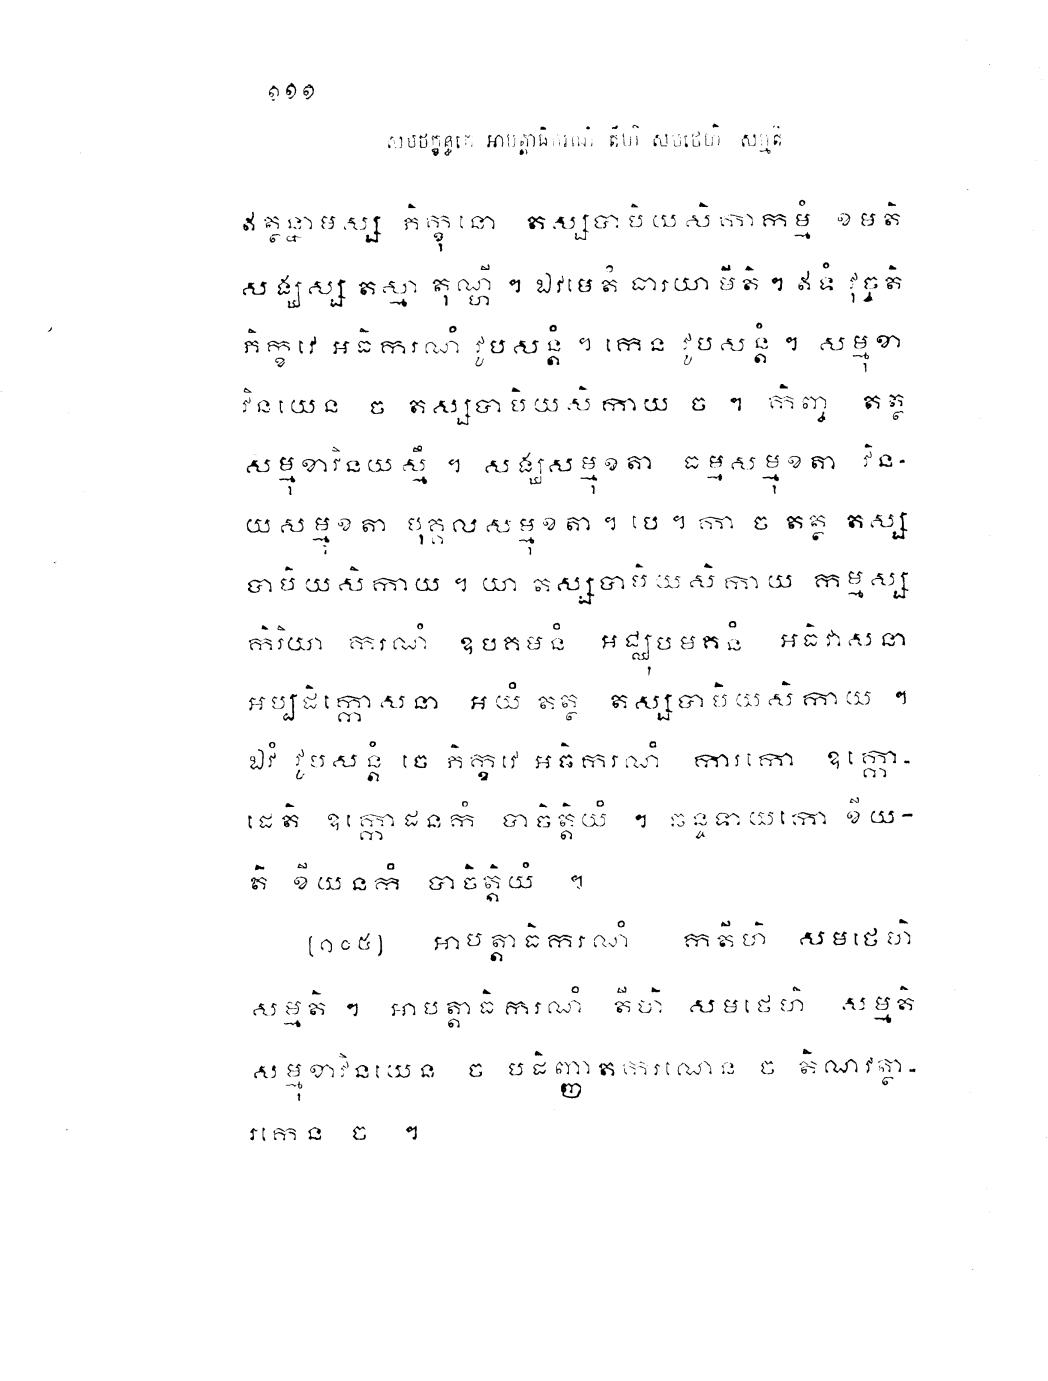 ១១១
សមថក្ខន្ធកេ អាបត្តាធិករណំ តីហិ សមថេហិ សម្មតិ
ឥត្ថន្នាមស្ស ភិក្ខុនោ តស្សបាបិយសិកាកម្មំ ខមតិ
សង្ឃស្ស តស្មា តុណ្ហី ។ ឯវមេតំ ធារយាមីតិ ។ ឥទំ វុច្ចតិ
ភិក្ខវេ អធិករណំ វូបសន្តំ ។ កេន វូបសន្តំ ។ សម្មុខា
វិនយេន ច តស្សបាបិយសិកាយ ច ។ កិញ្ច តត្ថ
សម្មុខាវិនយស្មឹ ។ សង្ឃសម្មុខតា ធម្មសម្មុខតា វិន-
យសម្មុខតា បុគ្គលសម្មុខតា ។ បេ ។ កា ច តត្ថ តស្ស
បាបិយសិកាយ ។ យា តស្សបាបិយសិកាយ កម្មស្ស
កិរិយា ករណំ ឧបគមនំ អជ្ឈុបគមនំ អធិវាសនា
អប្បដិក្កោសនា អយំ តត្ថ តស្សបាបិយសិកាយ ។
ឯវំ វូបសន្តំ ចេ ភិក្ខវេ អធិករណំ ការកោ ឧក្កោ-
ដេតិ ឧក្កោដនកំ បាចិត្តិយំ ។ ឆន្ទទាយកោ ខីយ-
តិ ខីយនកំ បាចិត្តិយំ ។
[១០៥] អាបត្តាធិករណំ កតីហិ សមថេហិ
សម្មតិ ។ អាបត្តាធិករណំ តីហិ សមថេហិ សម្មតិ
សម្មុខាវិនយេន ច បដិញ្ញាតករណេន ច តិណវត្ថា-
រកេន ច ។